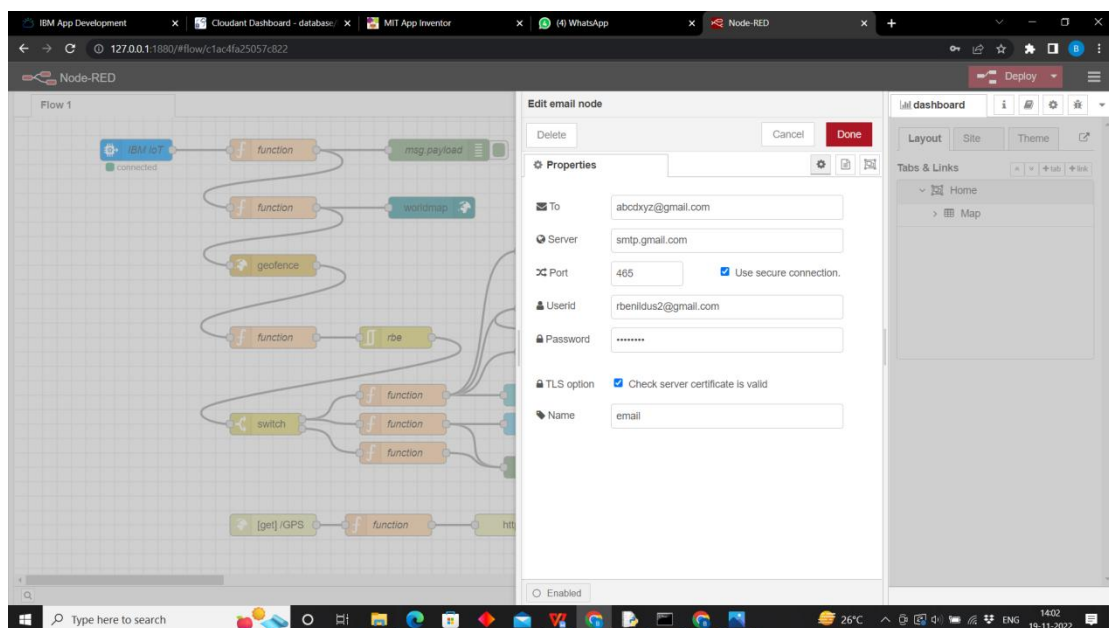 IBM App Development
Cloudant Dashboard - database/
MIT App Inventor
(4) WhatsApp
Node-RED
127.0.0.1:1880/#flow/c1ac4fa25057c822
B
Node-RED
Deploy
Flow 1
Edit email node
dashboard
Delete
Cancel
Done
Layout
Site
Theme
IBM IoT
function
msg.payload
Properties
Tabs & Links
tab
link
connected
Home
function
worldmap
To
abcdxyz@gmail.com
Map
Server
smtp.gmail.com
geofence
Port
465
Use secure connection.
Userid
rbenildus2@gmail.com
function
rbe
Password
••••••••
TLS option
Check server certificate is valid
function
Name
email
switch
function
function
[get] /GPS
function
htt
Enabled
Type here to search
26°C
ENG
14:02
19-11-2022